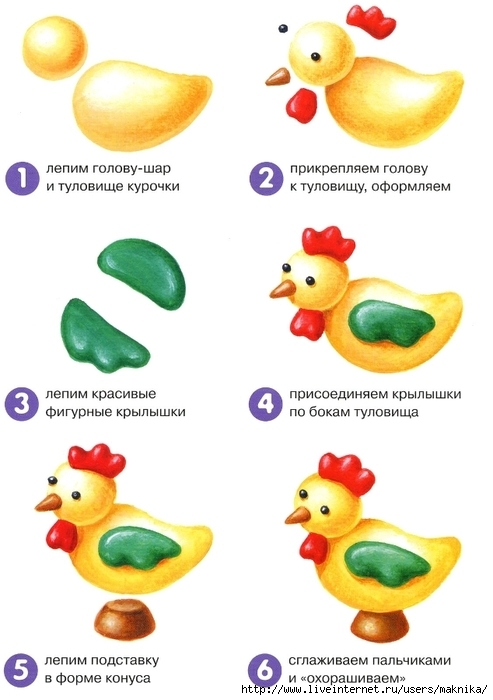 1 лепим голову-шар
и туловище курочки
2 прикрепляем голову
к туловищу, оформляем
3 лепим красивые
фигурные крылышки
4 присоединяем крылышки
по бокам туловища
5 лепим подставку
в форме конуса
6 сглаживаем пальчиками
и «охорашиваем»
http://www.liveinternet.ru/users/maknika/